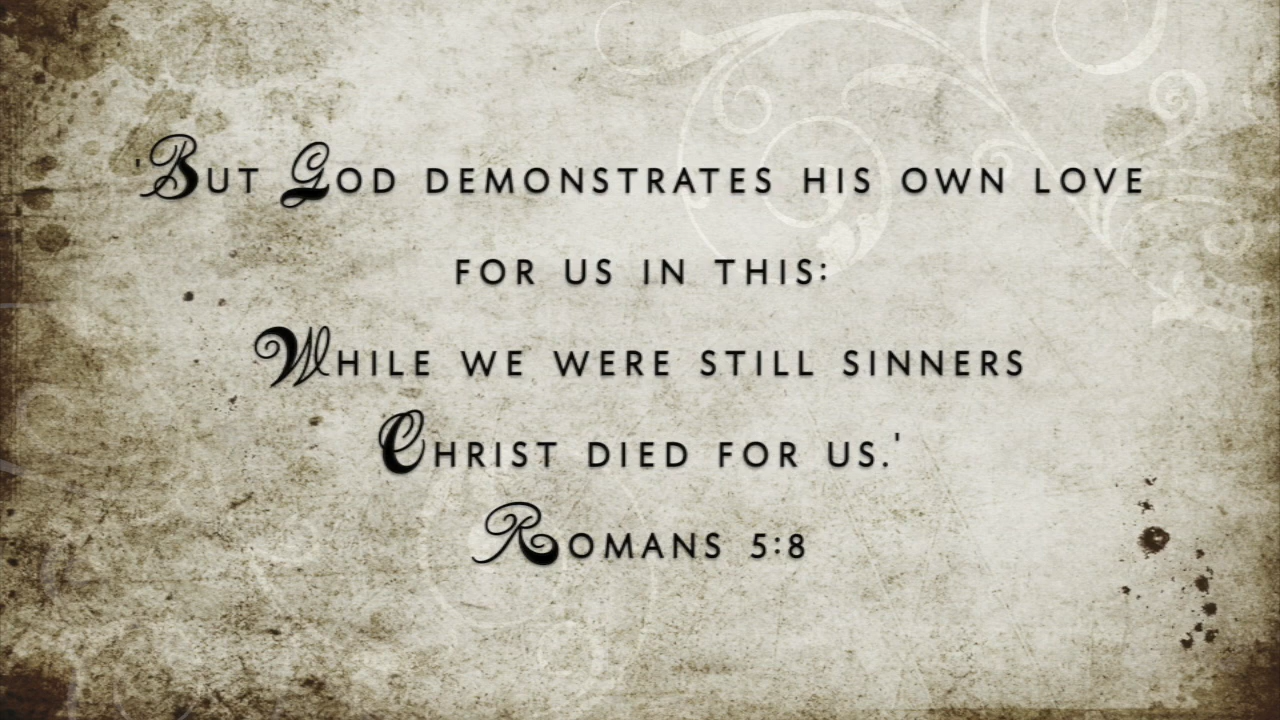 'But God demonstrates his own love
for us in this:
While we were still sinners
Christ died for us.'
Romans 5:8